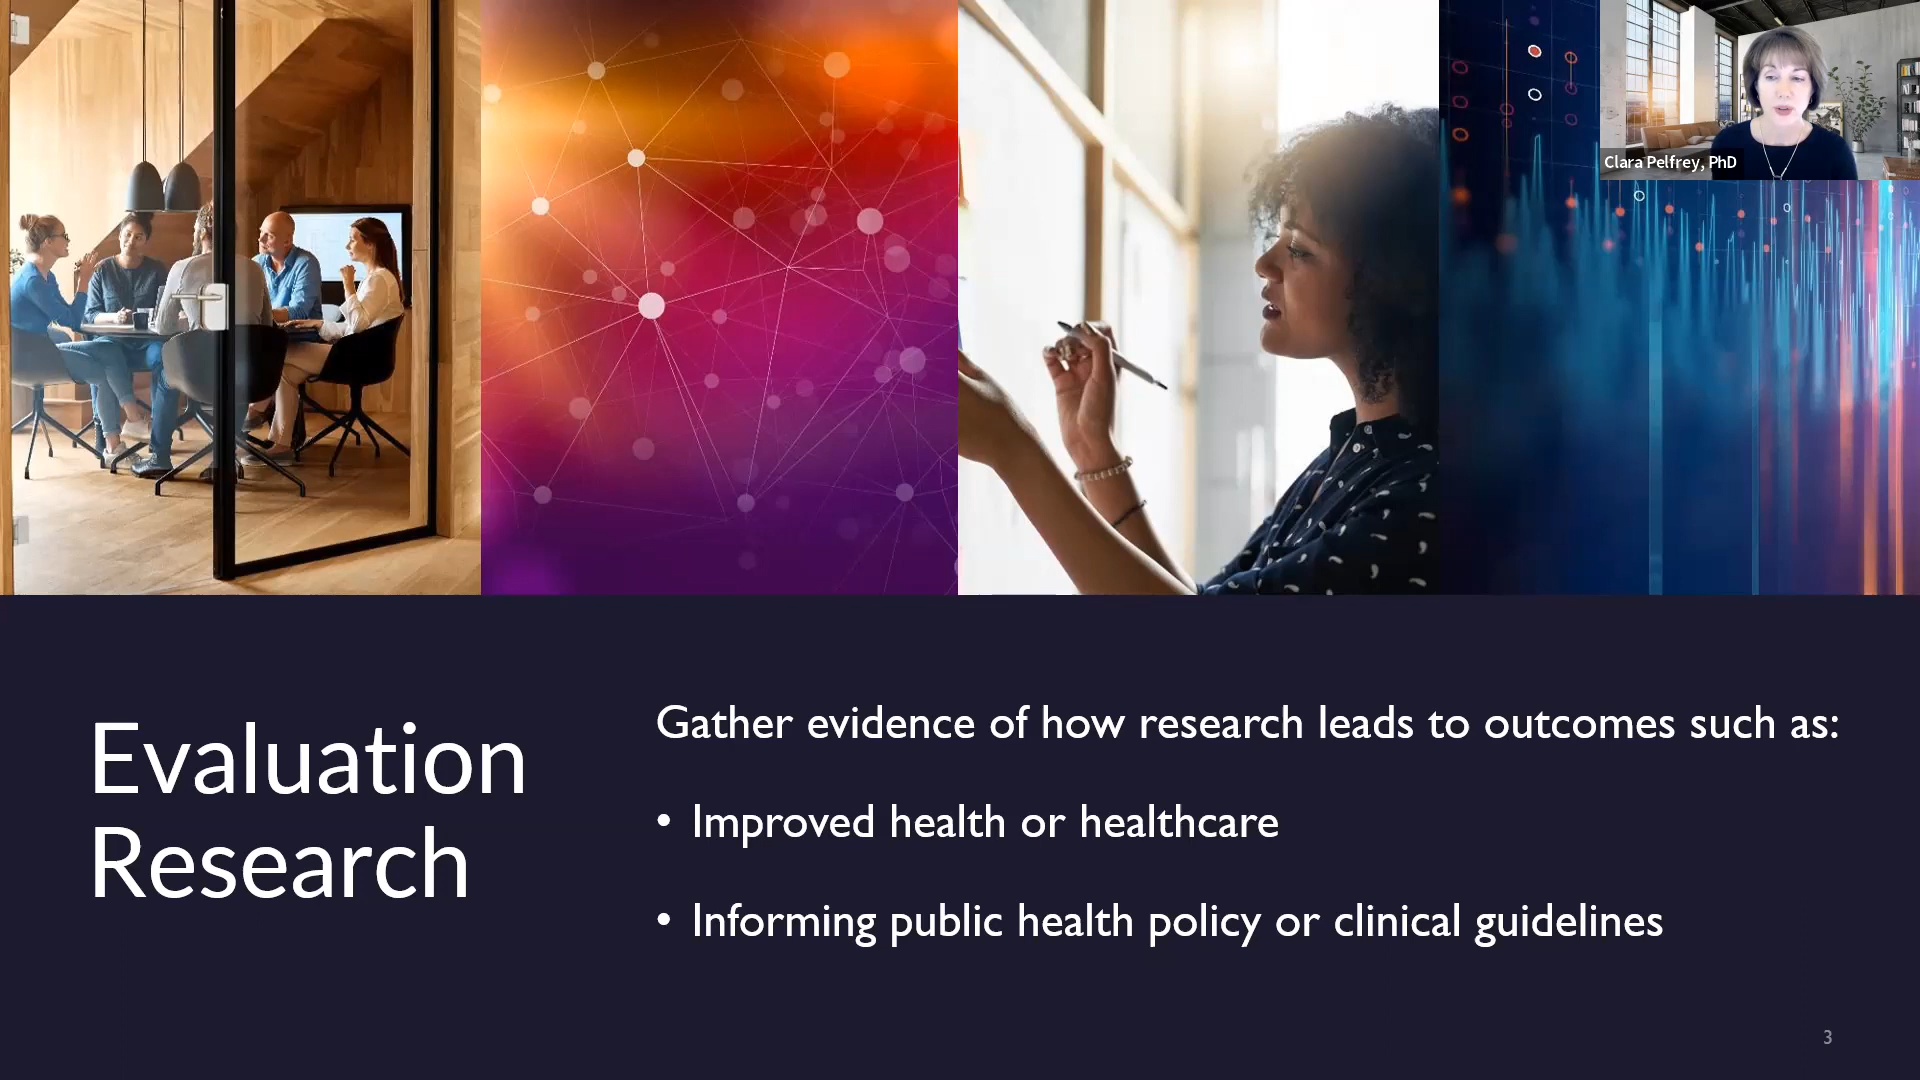 Clara Pelfrey, PhD
Evaluation
Research
Gather evidence of how research leads to outcomes such as:
• Improved health or healthcare
• Informing public health policy or clinical guidelines
3